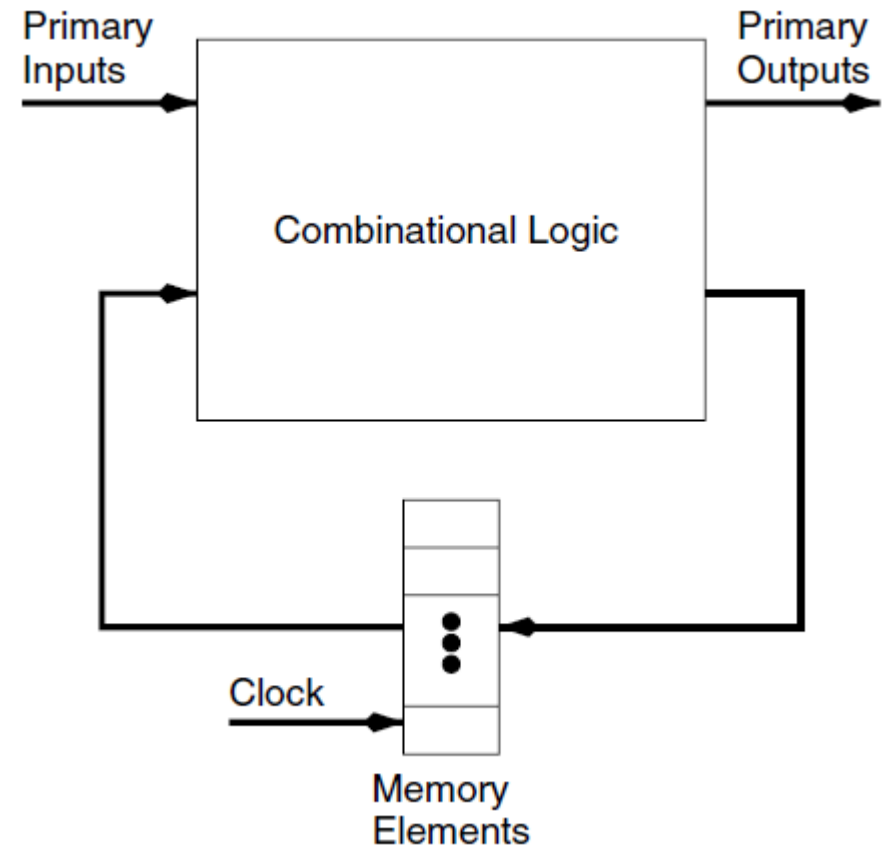 Primary
Inputs
Primary
Outputs
Combinational Logic
Clock
Memory
Elements